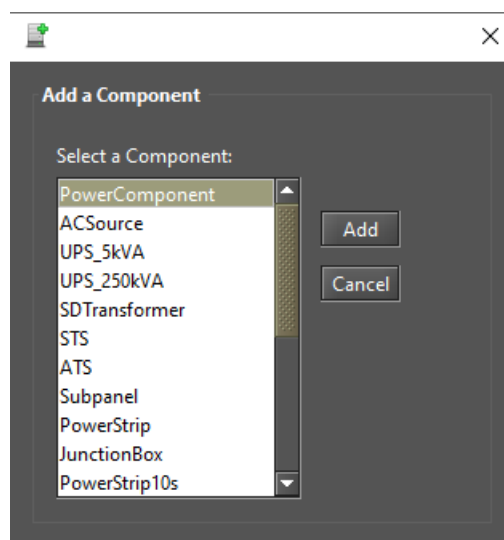 Add a Component
Select a Component:
PowerComponent
ACSource
UPS_5kVA
UPS_250kVA
SDTransformer
STS
ATS
Subpanel
PowerStrip
JunctionBox
PowerStrip10s
Add
Cancel